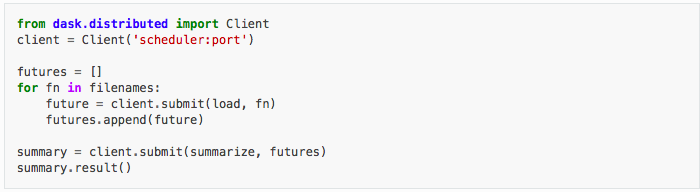 from dask.distributed import Client
client = Client('scheduler:port')
futures = []
for fn in filenames:
    future = client.submit(load, fn)
    futures.append(future)
summary = client.submit(summarize, futures)
summary.result()